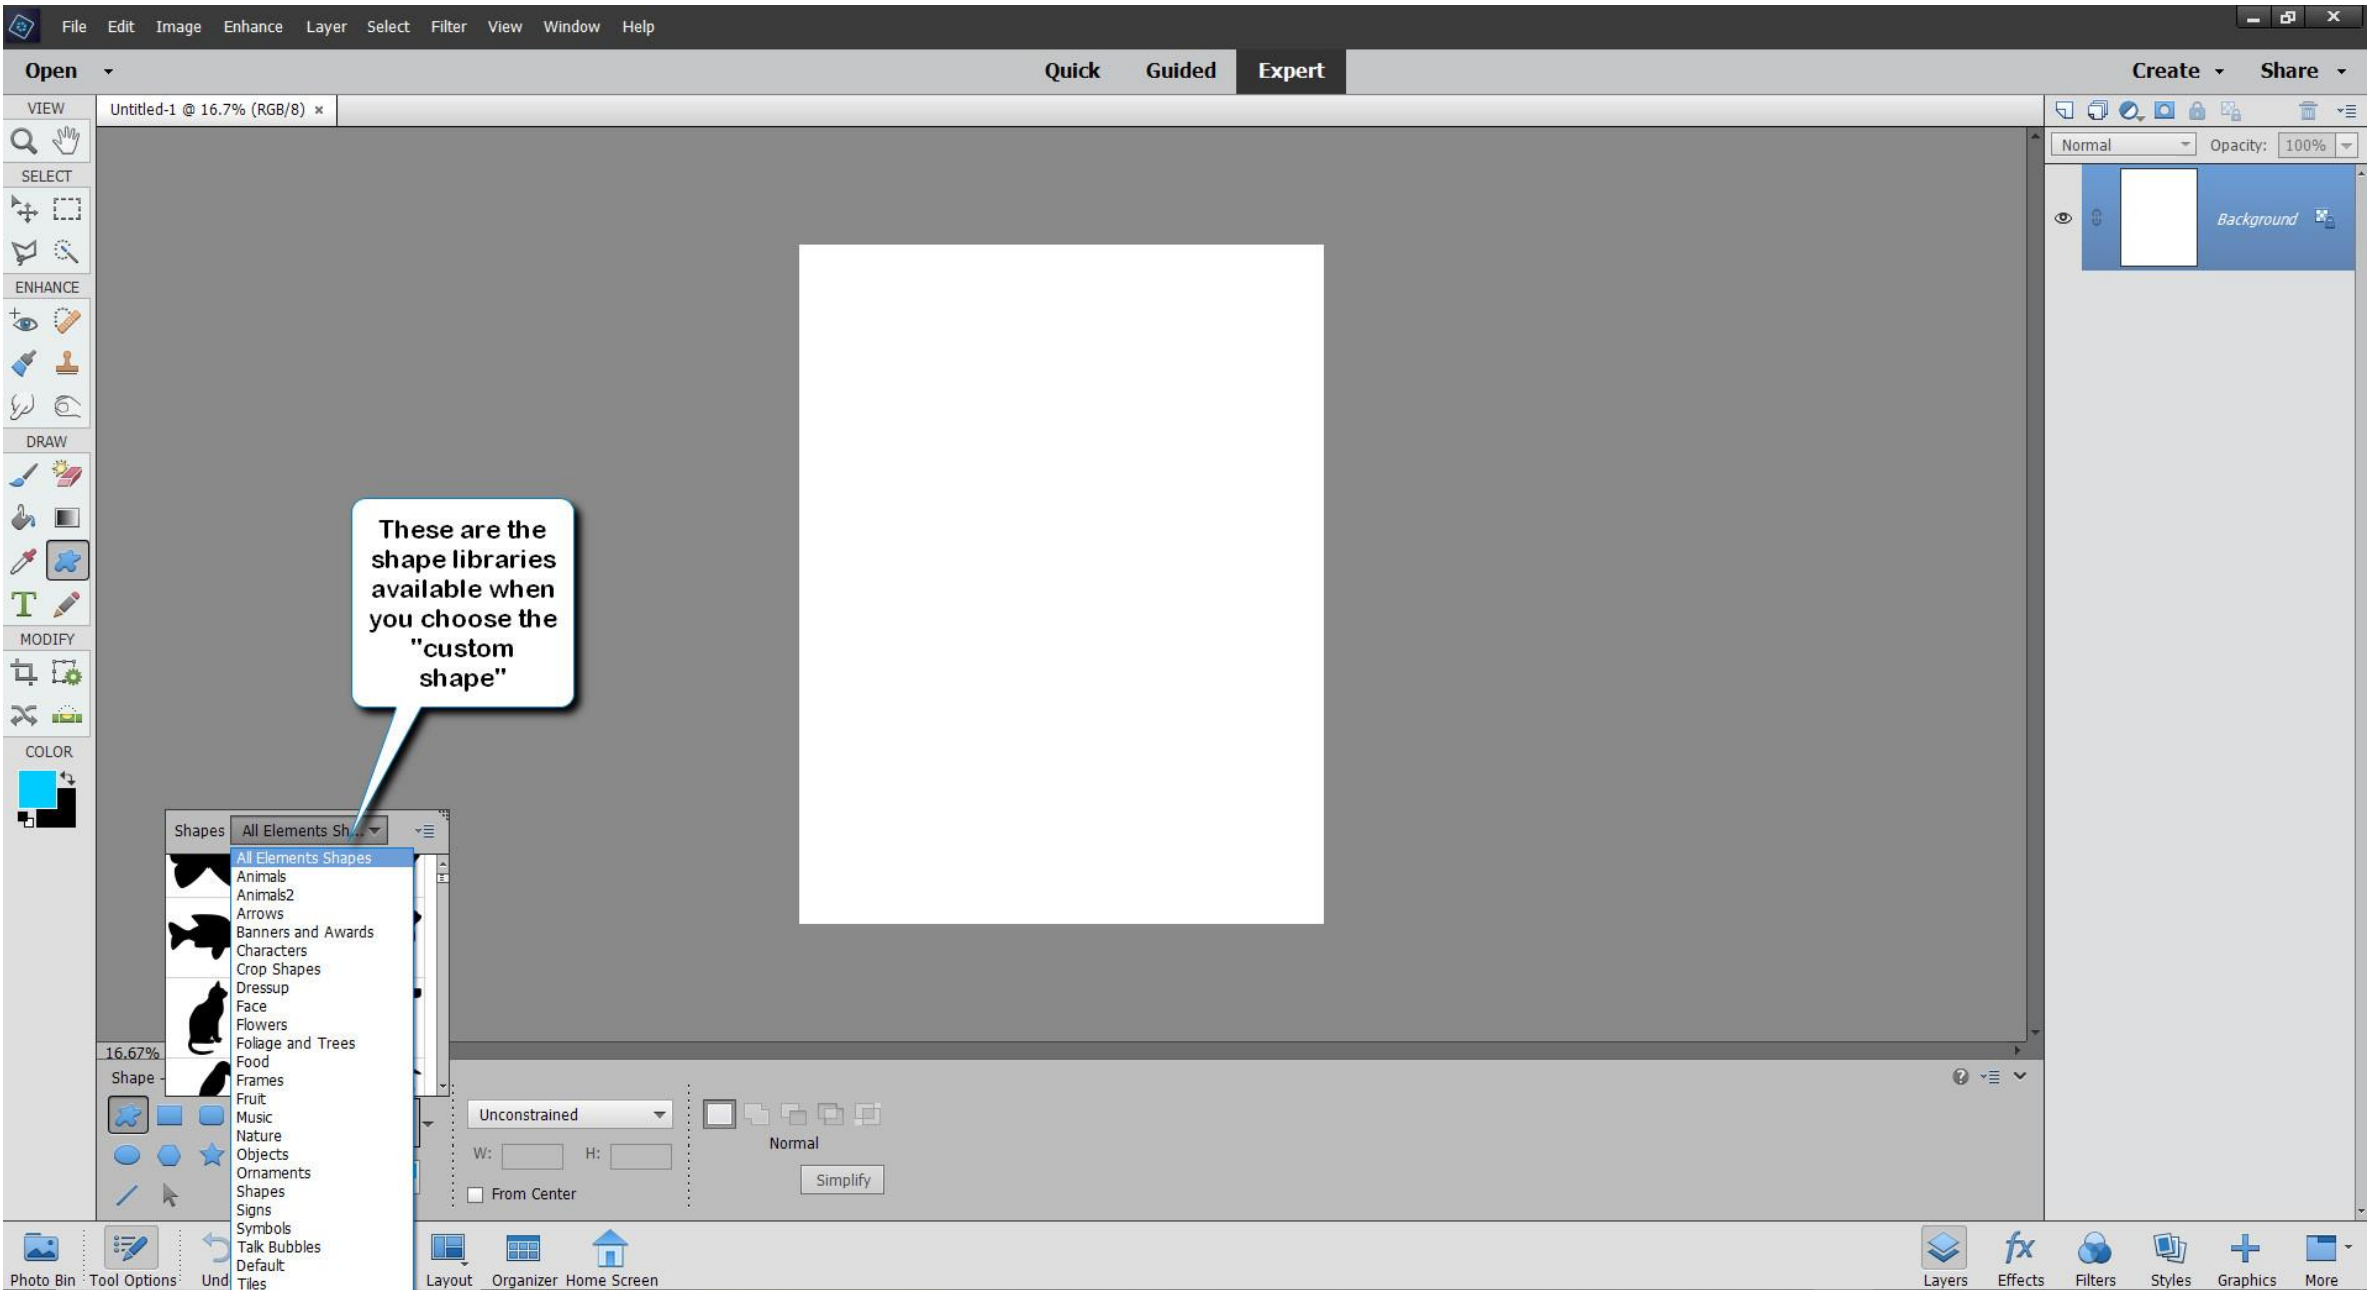 File Edit Image Enhance Layer Select Filter View Window Help
Open Quick Guided Expert Create Share
VIEW
Untitled-1 @ 16.7% (RGB/8) ×
Normal Opacity: 100%
SELECT
Background
ENHANCE
DRAW
These are the
shape libraries
available when
you choose the
"custom
shape"
T
MODIFY
COLOR
Shapes All Elements Sh...
All Elements Shapes
Animals
Animals2
Arrows
Banners and Awards
Characters
Crop Shapes
Dressup
Face
Flowers
Foliage and Trees
Food
Frames
Fruit
Music
Nature
Objects
Ornaments
Shapes
Signs
Symbols
Talk Bubbles
Default
Tiles
16.67%
Shape -
Unconstrained
W: H:
From Center
Normal
Simplify
Photo Bin Tool Options Und Layout Organizer Home Screen
fx
Layers Effects Filters Styles Graphics More